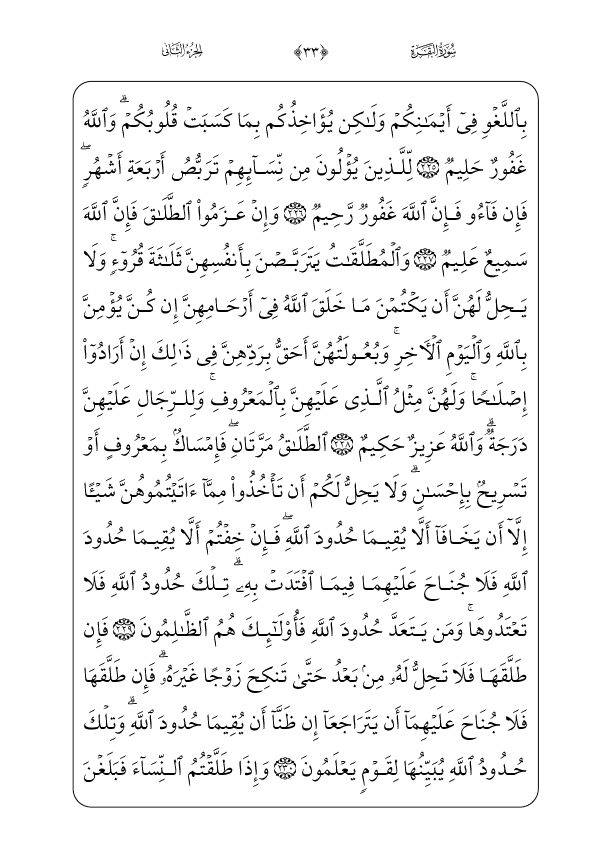 سُورَةُ البَقَرَةِ ﴿٣٣﴾ الجُزءُ الثَّانِى
بِٱللَّغۡوِ فِىٓ أَيۡمَـٰنِكُمۡ وَلَـٰكِن يُؤَاخِذُكُم بِمَا كَسَبَتۡ قُلُوبُكُمۡۗ وَٱللَّهُ
غَفُورٌ حَلِيمٌ ۝٢٢٥ لِّلَّذِينَ يُؤۡلُونَ مِن نِّسَآئِهِمۡ تَرَبُّصُ أَرۡبَعَةِ أَشۡهُرٍۖ
فَإِن فَآءُو فَإِنَّ ٱللَّهَ غَفُورٌ رَّحِيمٌ ۝٢٢٦ وَإِنۡ عَزَمُواْ ٱلطَّلَـٰقَ فَإِنَّ ٱللَّهَ
سَمِيعٌ عَلِيمٌ ۝٢٢٧ وَٱلۡمُطَلَّقَـٰتُ يَتَرَبَّصۡنَ بِأَنفُسِهِنَّ ثَلَـٰثَةَ قُرُوٓءٍۚ وَلَا
يَحِلُّ لَهُنَّ أَن يَكۡتُمۡنَ مَا خَلَقَ ٱللَّهُ فِىٓ أَرۡحَامِهِنَّ إِن كُنَّ يُؤۡمِنَّ
بِٱللَّهِ وَٱلۡيَوۡمِ ٱلۡأَخِرِۚ وَبُعُولَتُهُنَّ أَحَقُّ بِرَدِّهِنَّ فِى ذَٰلِكَ إِنۡ أَرَادُوٓاْ
إِصۡلَـٰحًاۚ وَلَهُنَّ مِثۡلُ ٱلَّذِى عَلَيۡهِنَّ بِٱلۡمَعۡرُوفِۚ وَلِلرِّجَالِ عَلَيۡهِنَّ
دَرَجَةٌۗ وَٱللَّهُ عَزِيزٌ حَكِيمٌ ۝٢٢٨ ٱلطَّلَـٰقُ مَرَّتَانِۖ فَإِمۡسَاكُۢ بِمَعۡرُوفٍ أَوۡ
تَسۡرِيحُۢ بِإِحۡسَـٰنٍۗ وَلَا يَحِلُّ لَكُمۡ أَن تَأۡخُذُواْ مِمَّآ ءَاتَيۡتُمُوهُنَّ شَيۡـًٔا
إِلَّآ أَن يَخَافَآ أَلَّا يُقِيمَا حُدُودَ ٱللَّهِۖ فَإِنۡ خِفۡتُمۡ أَلَّا يُقِيمَا حُدُودَ
ٱللَّهِ فَلَا جُنَاحَ عَلَيۡهِمَا فِيمَا ٱفۡتَدَتۡ بِهِۦۗ تِلۡكَ حُدُودُ ٱللَّهِ فَلَا
تَعۡتَدُوهَاۚ وَمَن يَتَعَدَّ حُدُودَ ٱللَّهِ فَأُوْلَـٰٓئِكَ هُمُ ٱلظَّـٰلِمُونَ ۝٢٢٩ فَإِن
طَلَّقَهَا فَلَا تَحِلُّ لَهُۥ مِنۢ بَعۡدُ حَتَّىٰ تَنكِحَ زَوۡجًا غَيۡرَهُۥۗ فَإِن طَلَّقَهَا
فَلَا جُنَاحَ عَلَيۡهِمَآ أَن يَتَرَاجَعَآ إِن ظَنَّآ أَن يُقِيمَا حُدُودَ ٱللَّهِۗ وَتِلۡكَ
حُدُودُ ٱللَّهِ يُبَيِّنُهَا لِقَوۡمٍ يَعۡلَمُونَ ۝٢٣٠ وَإِذَا طَلَّقۡتُمُ ٱلنِّسَآءَ فَبَلَغۡنَ